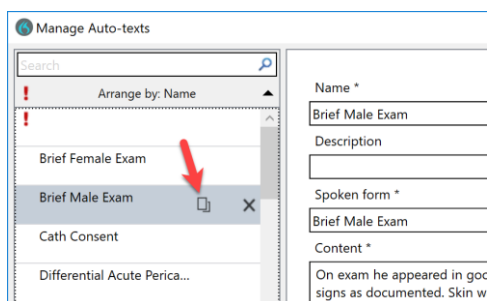 Manage Auto-texts
Search
! Arrange by: Name
!
Brief Female Exam
Brief Male Exam
Cath Consent
Differential Acute Perica...
Name *
Brief Male Exam
Description
Spoken form *
Brief Male Exam
Content *
On exam he appeared in goo
signs as documented. Skin w